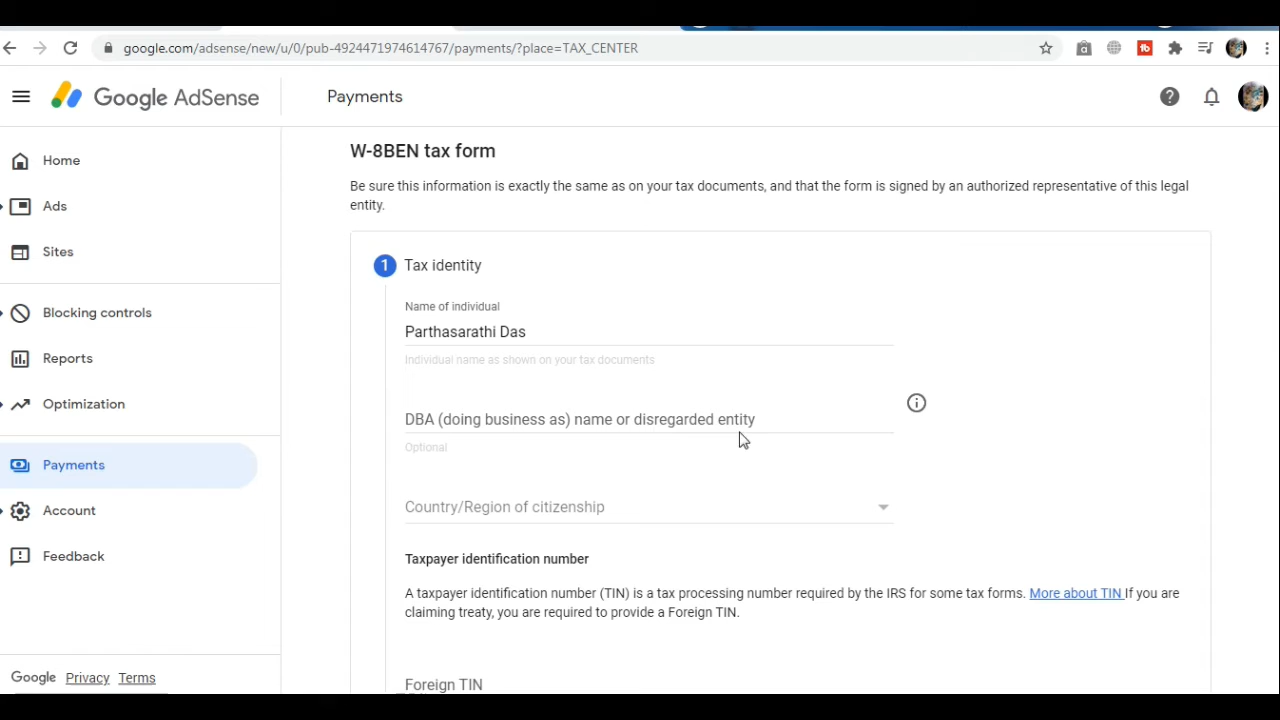 google.com/adsense/new/u/0/pub-4924471974614767/payments/?place=TAX_CENTER
Google AdSense
Payments
Home
Ads
Sites
Blocking controls
Reports
Optimization
Payments
Account
Feedback
Google Privacy Terms
W-8BEN tax form
Be sure this information is exactly the same as on your tax documents, and that the form is signed by an authorized representative of this legal
entity.
1 Tax identity
Name of individual
Parthasarathi Das
Individual name as shown on your tax documents
DBA (doing business as) name or disregarded entity
Optional
Country/Region of citizenship
Taxpayer identification number
A taxpayer identification number (TIN) is a tax processing number required by the IRS for some tax forms. More about TIN If you are
claiming treaty, you are required to provide a Foreign TIN.
Foreign TIN